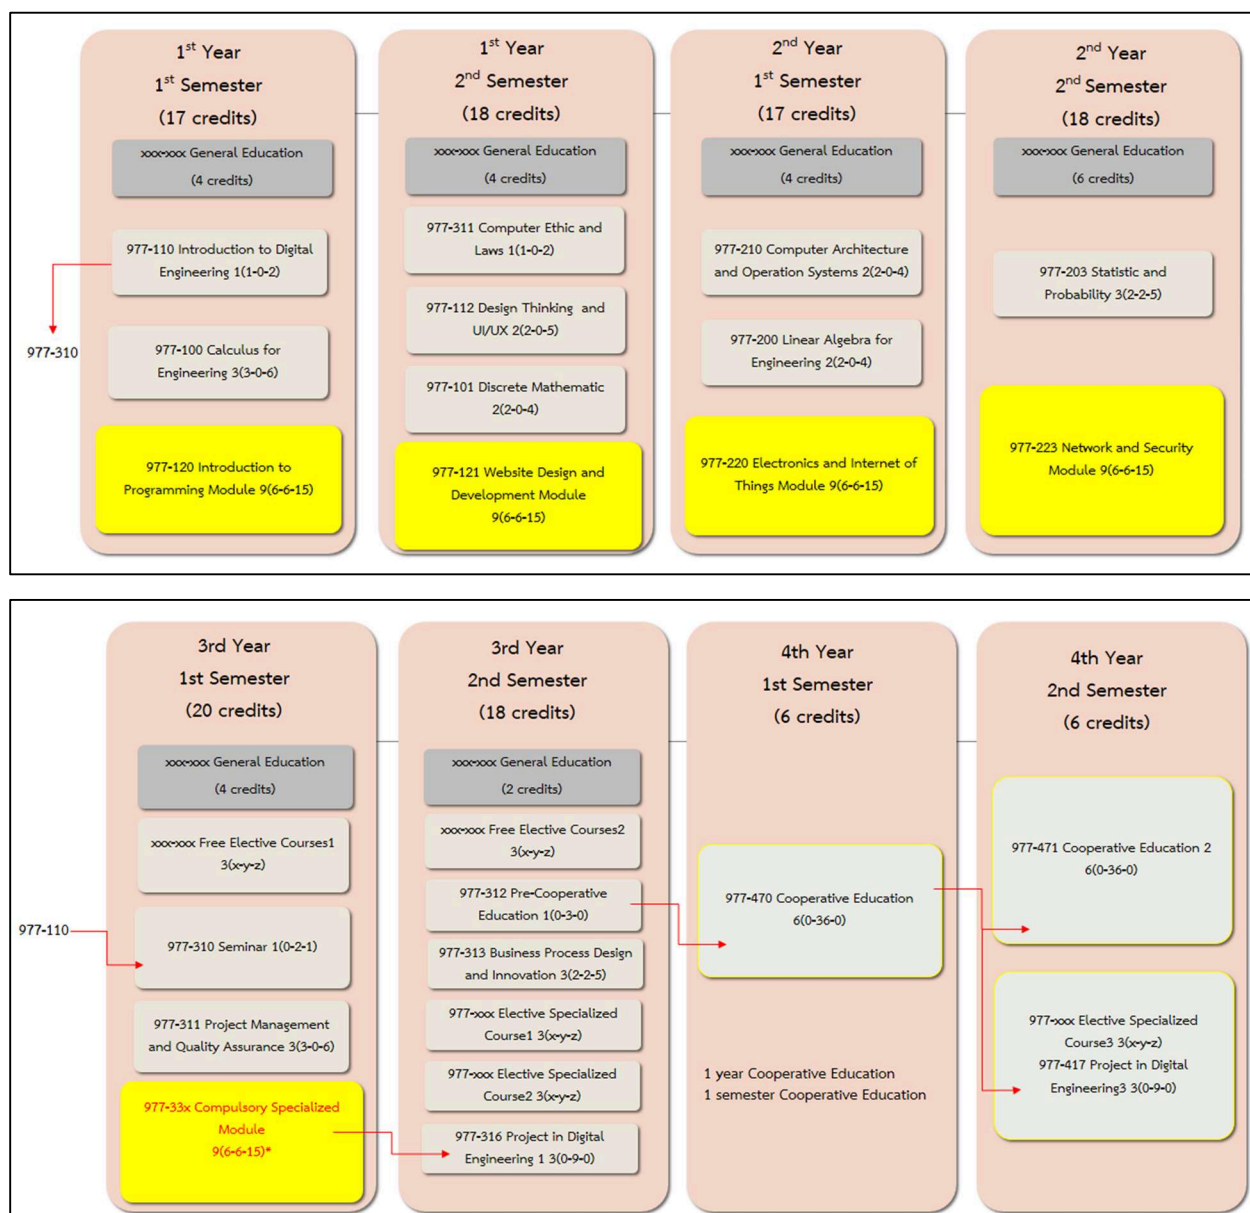 1st Year
1st Semester
(17 credits)
xxx-xxx General Education
(4 credits)
977-110 Introduction to Digital
Engineering 1(1-0-2)
977-310
977-100 Calculus for
Engineering 3(3-0-6)
977-120 Introduction to
Programming Module 9(6-6-15)
1st Year
2nd Semester
(18 credits)
xxx-xxx General Education
(4 credits)
977-311 Computer Ethic and
Laws 1(1-0-2)
977-112 Design Thinking and
UI/UX 2(2-0-5)
977-101 Discrete Mathematic
2(2-0-4)
977-121 Website Design and
Development Module
9(6-6-15)
2nd Year
1st Semester
(17 credits)
xxx-xxx General Education
(4 credits)
977-210 Computer Architecture
and Operation Systems 2(2-0-4)
977-200 Linear Algebra for
Engineering 2(2-0-4)
977-220 Electronics and Internet of
Things Module 9(6-6-15)
2nd Year
2nd Semester
(18 credits)
xxx-xxx General Education
(6 credits)
977-203 Statistic and
Probability 3(2-2-5)
977-223 Network and Security
Module 9(6-6-15)
3rd Year
1st Semester
(20 credits)
xxx-xxx General Education
(4 credits)
xxx-xxx Free Elective Courses1
3(x-y-z)
977-110
977-310 Seminar 1(0-2-1)
977-311 Project Management
and Quality Assurance 3(3-0-6)
977-33x Compulsory Specialized
Module
9(6-6-15)*
3rd Year
2nd Semester
(18 credits)
xxx-xxx General Education
(2 credits)
xxx-xxx Free Elective Courses2
3(x-y-z)
977-312 Pre-Cooperative
Education 1(0-3-0)
977-313 Business Process Design
and Innovation 3(2-2-5)
977-xxx Elective Specialized
Course1 3(x-y-z)
977-xxx Elective Specialized
Course2 3(x-y-z)
977-316 Project in Digital
Engineering 1 3(0-9-0)
4th Year
1st Semester
(6 credits)
977-470 Cooperative Education
6(0-36-0)
1 year Cooperative Education
1 semester Cooperative Education
4th Year
2nd Semester
(6 credits)
977-471 Cooperative Education 2
6(0-36-0)
977-xxx Elective Specialized
Course3 3(x-y-z)
977-417 Project in Digital
Engineering3 3(0-9-0)